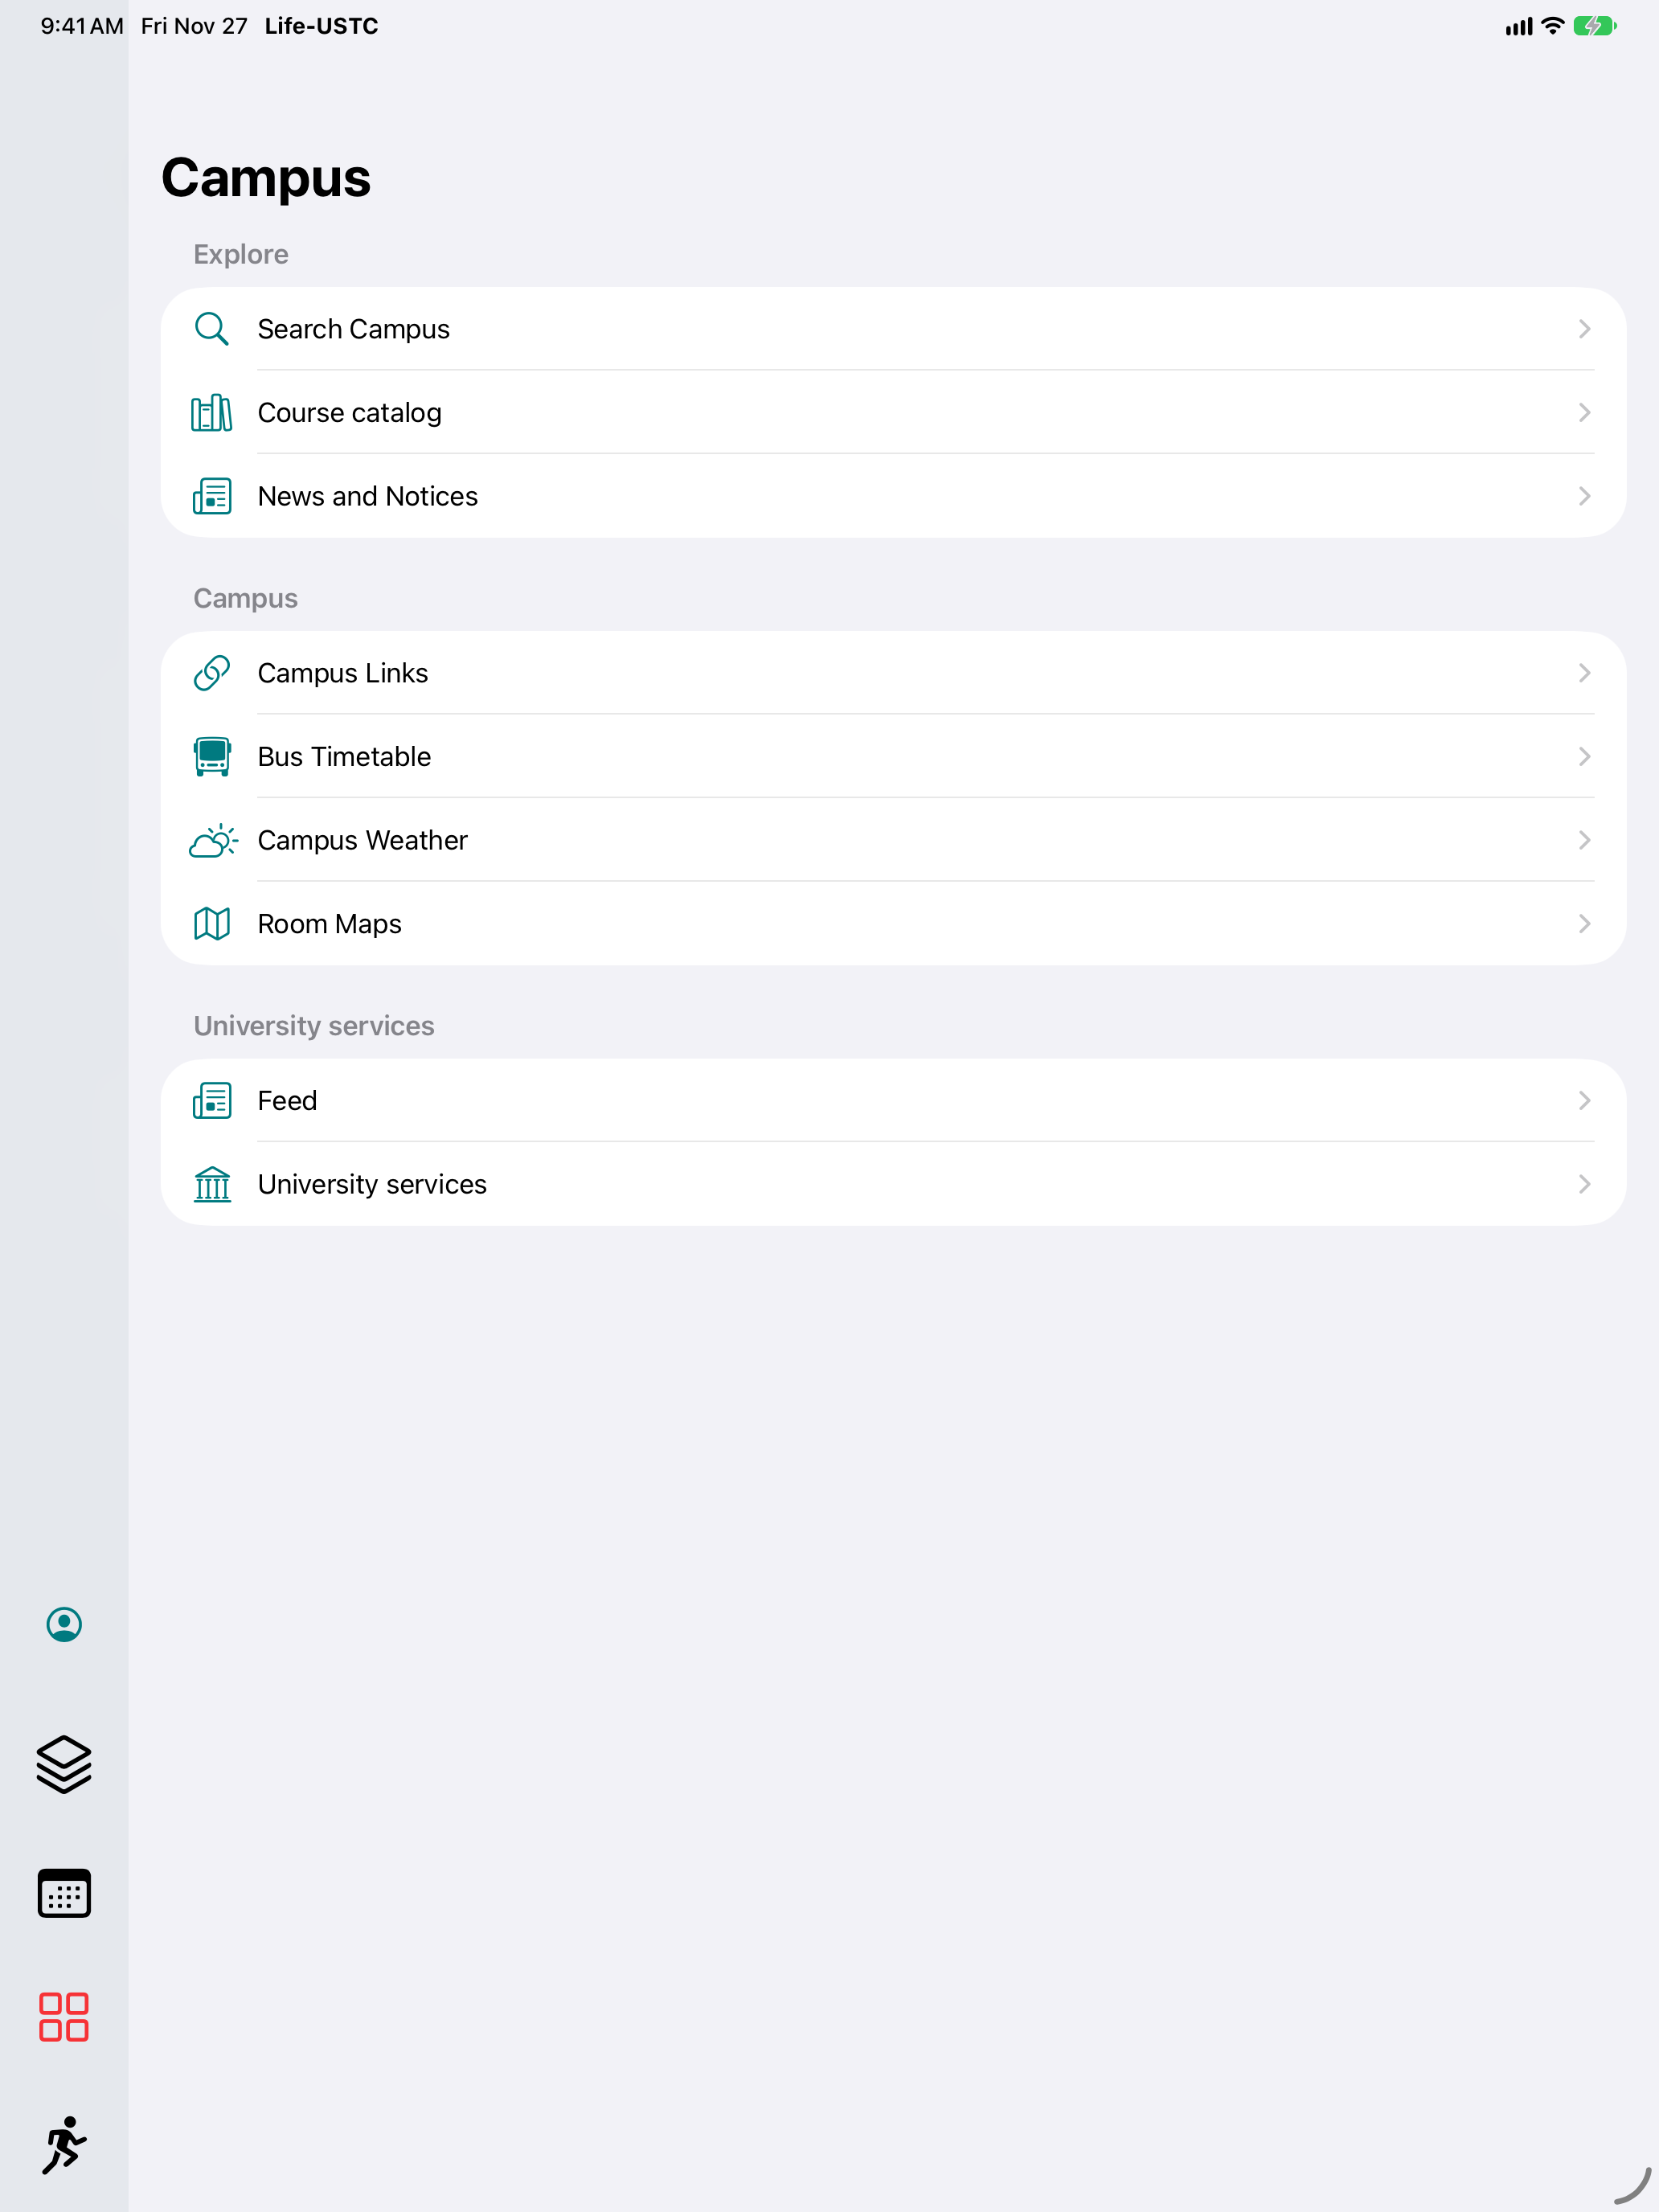 9:41 AM Fri Nov 27 Life-USTC
Campus
Explore
Search Campus
Course catalog
News and Notices
Campus
Campus Links
Bus Timetable
Campus Weather
Room Maps
University services
Feed
University services